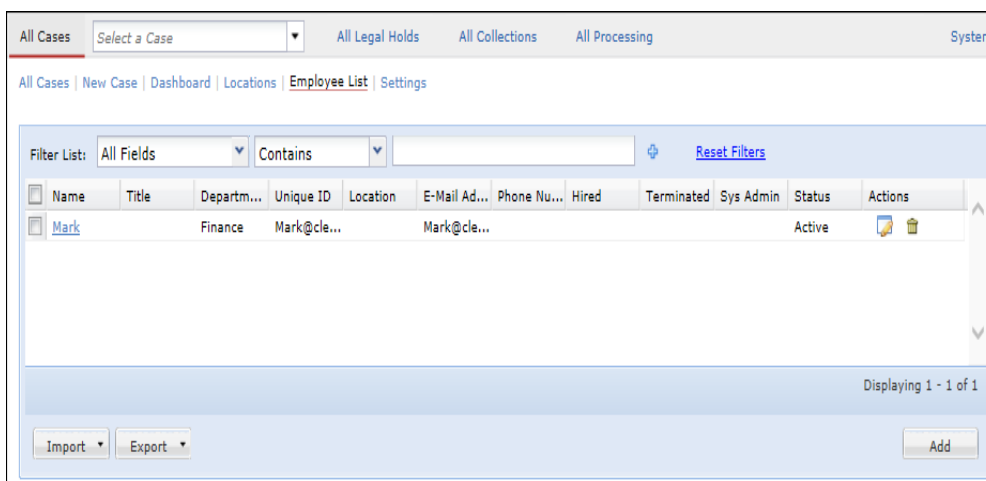 All Cases Select a Case All Legal Holds All Collections All Processing System
All Cases | New Case | Dashboard | Locations | Employee List | Settings
Filter List: All Fields Contains Reset Filters
Name Title Departm... Unique ID Location E-Mail Ad... Phone Nu... Hired Terminated Sys Admin Status Actions
Mark Finance Mark@cle... Mark@cle... Active
Displaying 1 - 1 of 1
Import Export Add